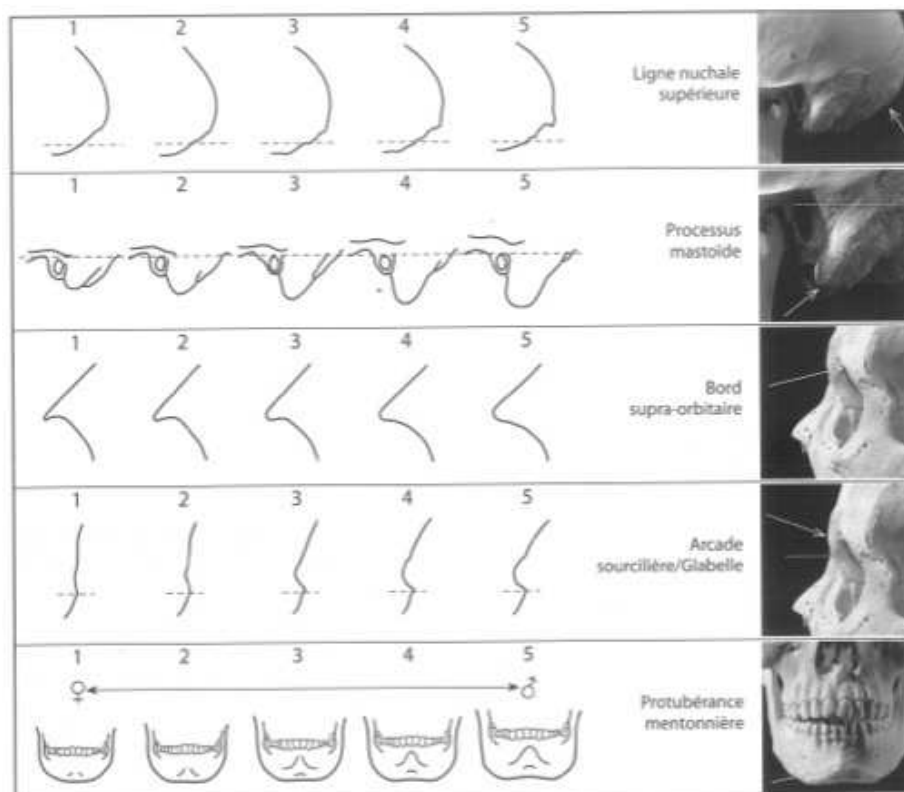 1 2 3 4 5
Ligne nuchale
supérieure
1 2 3 4 5
Processus
mastoïde
1 2 3 4 5
Bord
supra-orbitaire
1 2 3 4 5
Arcade
sourcilière/Glabelle
1 2 3 4 5
♀ ♂
Protubérance
mentonnière